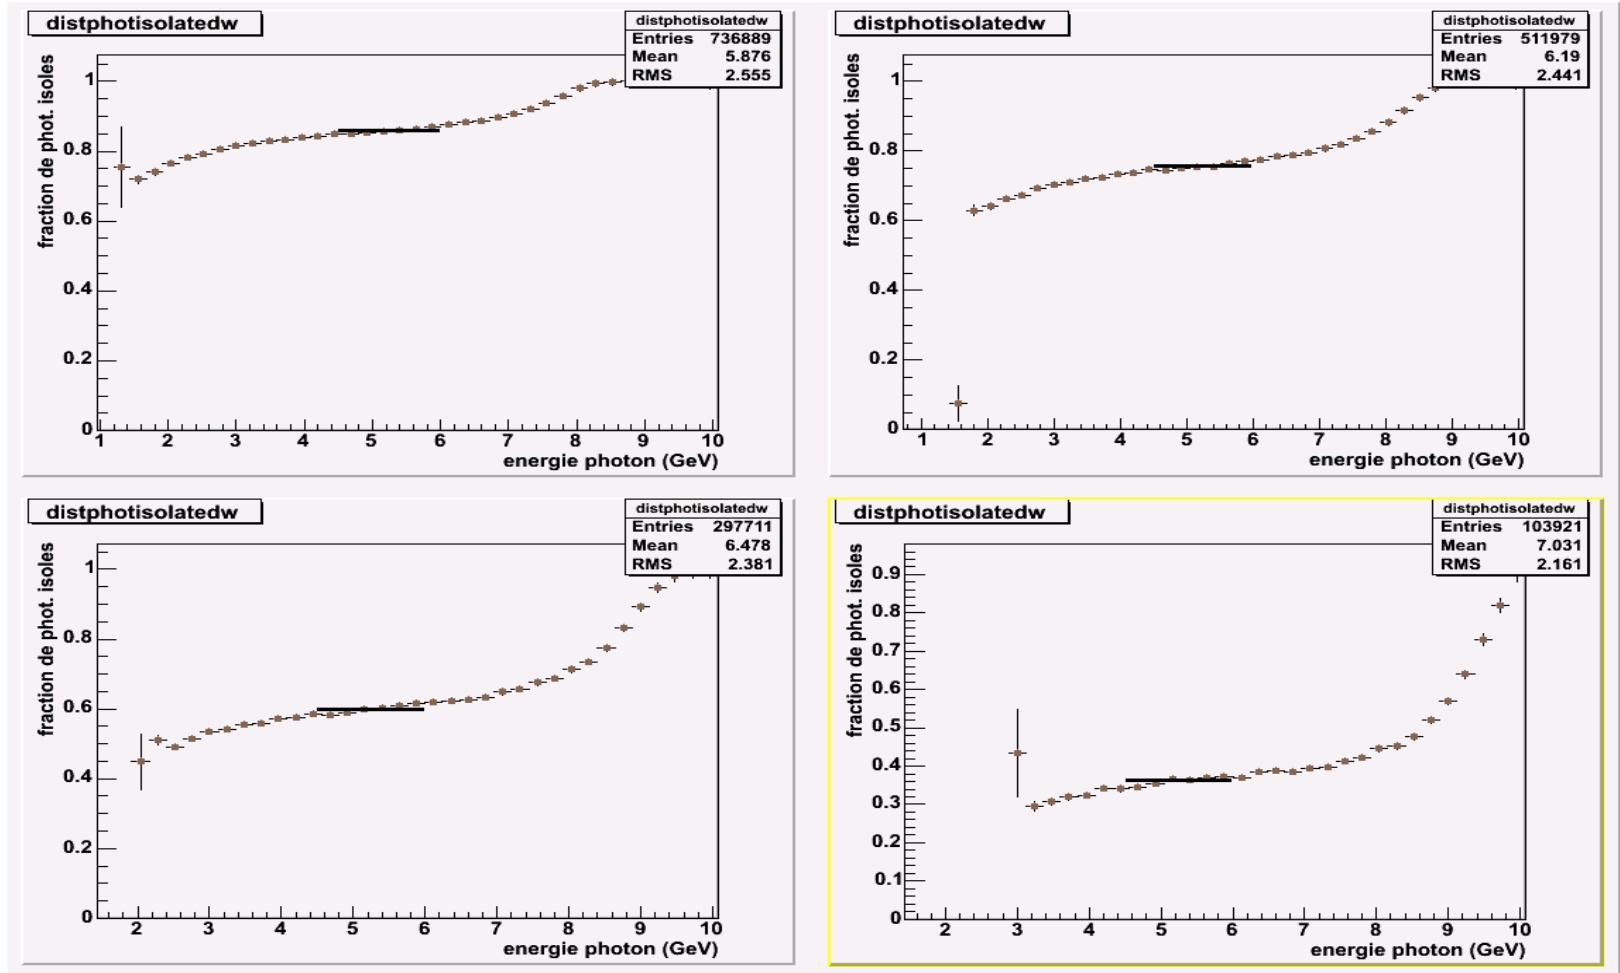 distphotisolatedw
distphotisolatedw
Entries 736889
Mean 5.876
RMS 2.555
fraction de phot. isoles
1
0.8
0.6
0.4
0.2
0
1 2 3 4 5 6 7 8 9 10
energie photon (GeV)
distphotisolatedw
distphotisolatedw
Entries 511979
Mean 6.19
RMS 2.441
fraction de phot. isoles
1
0.8
0.6
0.4
0.2
0
1 2 3 4 5 6 7 8 9 10
energie photon (GeV)
distphotisolatedw
distphotisolatedw
Entries 297711
Mean 6.478
RMS 2.381
fraction de phot. isoles
1
0.8
0.6
0.4
0.2
0
2 3 4 5 6 7 8 9 10
energie photon (GeV)
distphotisolatedw
distphotisolatedw
Entries 103921
Mean 7.031
RMS 2.161
fraction de phot. isoles
0.9
0.8
0.7
0.6
0.5
0.4
0.3
0.2
0.1
0
2 3 4 5 6 7 8 9 10
energie photon (GeV)